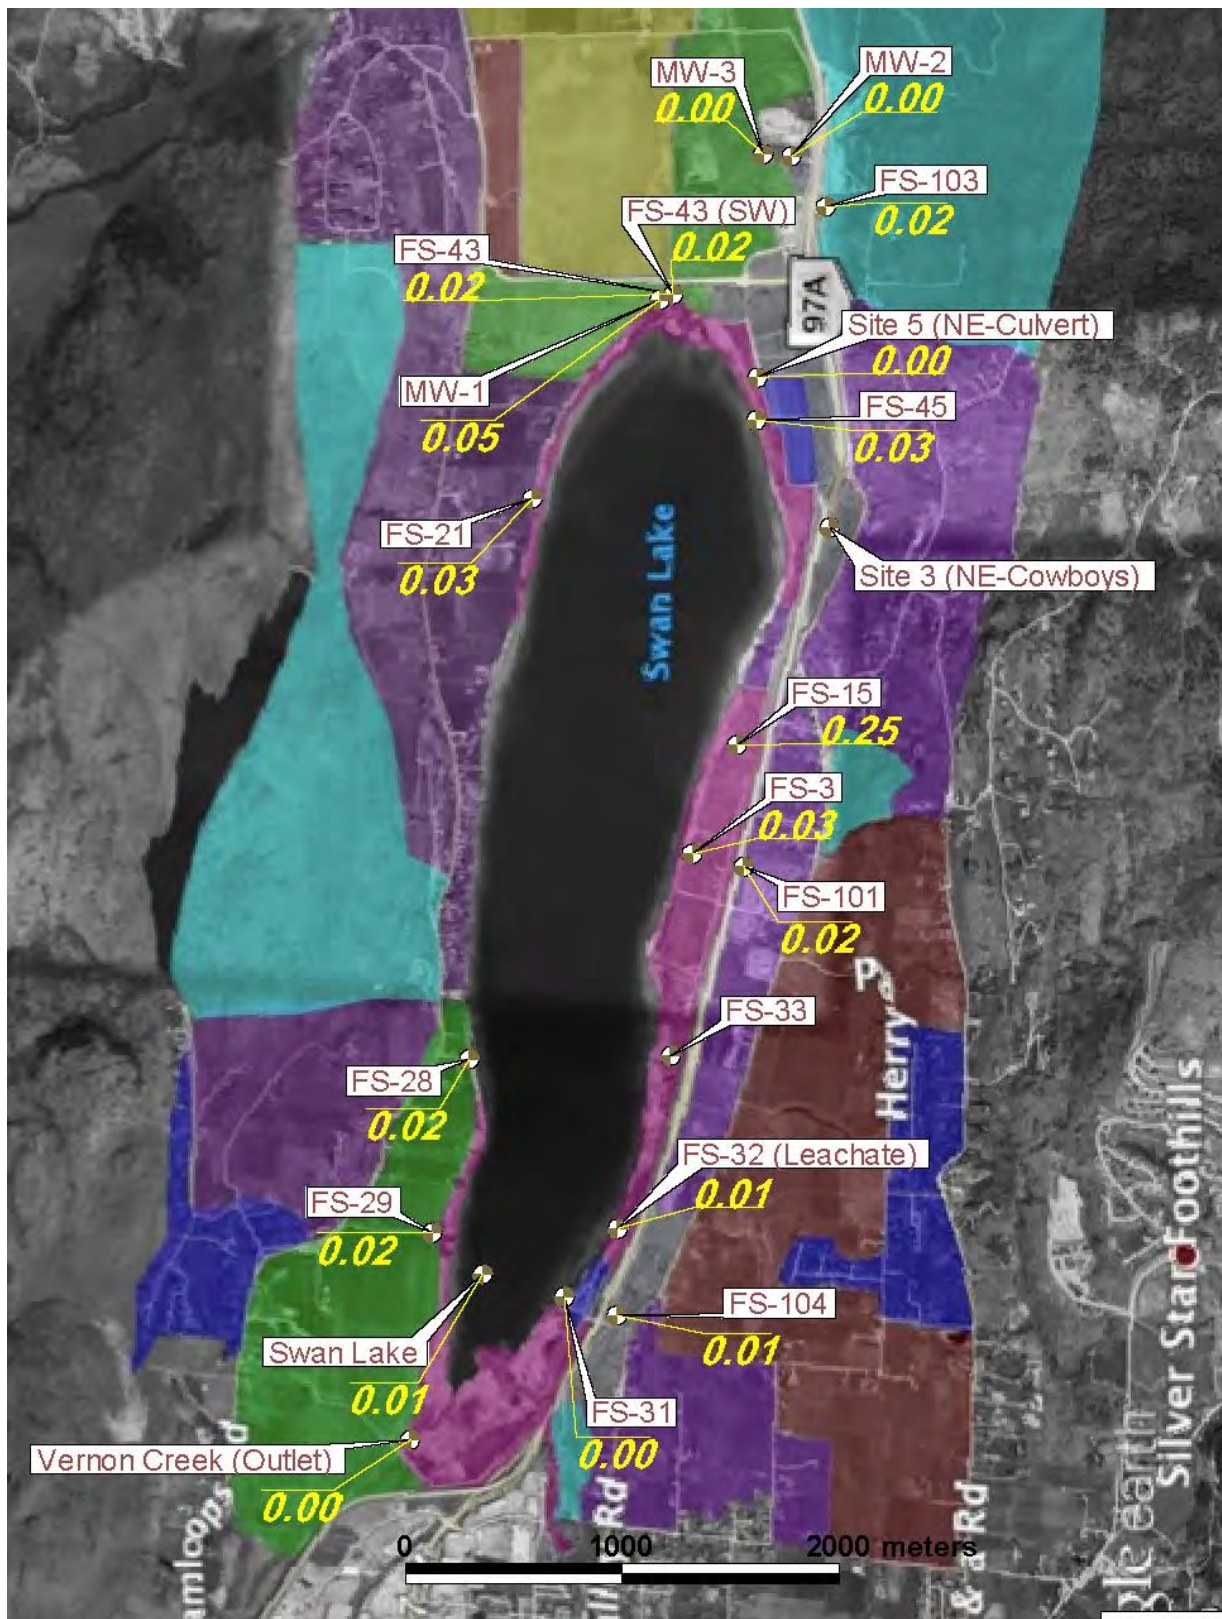 MW-3
0.00
MW-2
0.00
FS-103
0.02
FS-43 (SW)
0.02
FS-43
0.02
97A
Site 5 (NE-Culvert)
0.00
MW-1
0.05
FS-45
0.03
FS-21
0.03
Swan Lake
Site 3 (NE-Cowboys)
FS-15
0.25
FS-3
0.03
FS-101
0.02
Herry
FS-33
FS-28
0.02
FS-32 (Leachate)
0.01
FS-29
0.02
Silver Star Foothills
FS-104
0.01
Swan Lake
0.01
FS-31
0.00
Vernon Creek (Outlet)
0.00
Rd
& a Rd
earth
0 1000 2000 meters